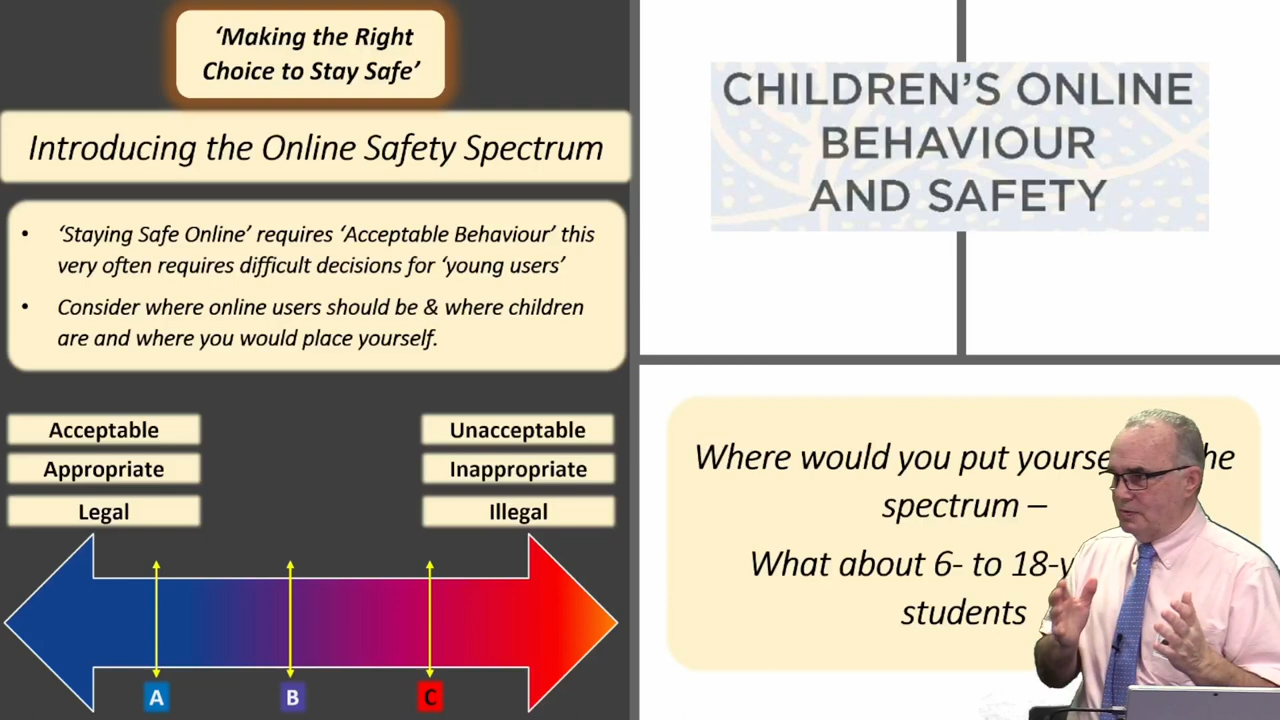 ‘Making the Right
Choice to Stay Safe’
Introducing the Online Safety Spectrum
• ‘Staying Safe Online’ requires ‘Acceptable Behaviour’ this
very often requires difficult decisions for ‘young users’
• Consider where online users should be & where children
are and where you would place yourself.
Acceptable
Appropriate
Legal
Unacceptable
Inappropriate
Illegal
A
B
C
CHILDREN’S ONLINE
BEHAVIOUR
AND SAFETY
Where would you put
spectrum –
What about 6- to
students